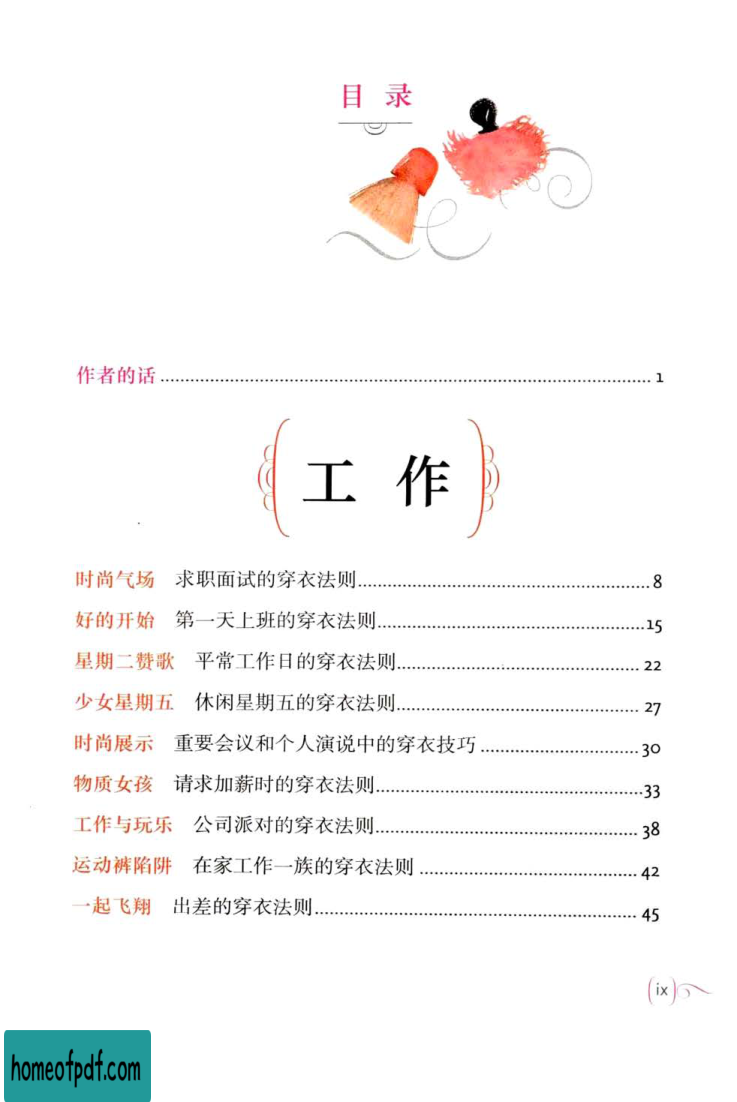 目 录
作者的话 1
工 作
时尚气场 求职面试的穿衣法则 8
好的开始 第一天上班的穿衣法则 15
星期二赞歌 平常工作日的穿衣法则 22
少女星期五 休闲星期五的穿衣法则 27
时尚展示 重要会议和个人演说中的穿衣技巧 30
物质女孩 请求加薪时的穿衣法则 33
工作与玩乐 公司派对的穿衣法则 38
运动裤陷阱 在家工作一族的穿衣法则 42
一起飞翔 出差的穿衣法则 45
ix
homeofpdf.com